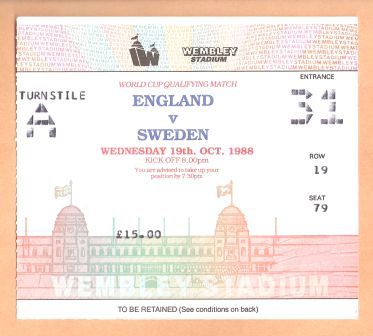 WEMBLEY
STADIUM
WORLD CUP QUALIFYING MATCH
ENTRANCE
TURNSTILE
A
ENGLAND
v
SWEDEN
31
WEDNESDAY 19th. OCT. 1988
KICK OFF 8.00pm
You are advised to take up your
position by 7.30pm
ROW
19
SEAT
79
£15.00
WEMBLEY STADIUM
TO BE RETAINED (See conditions on back)